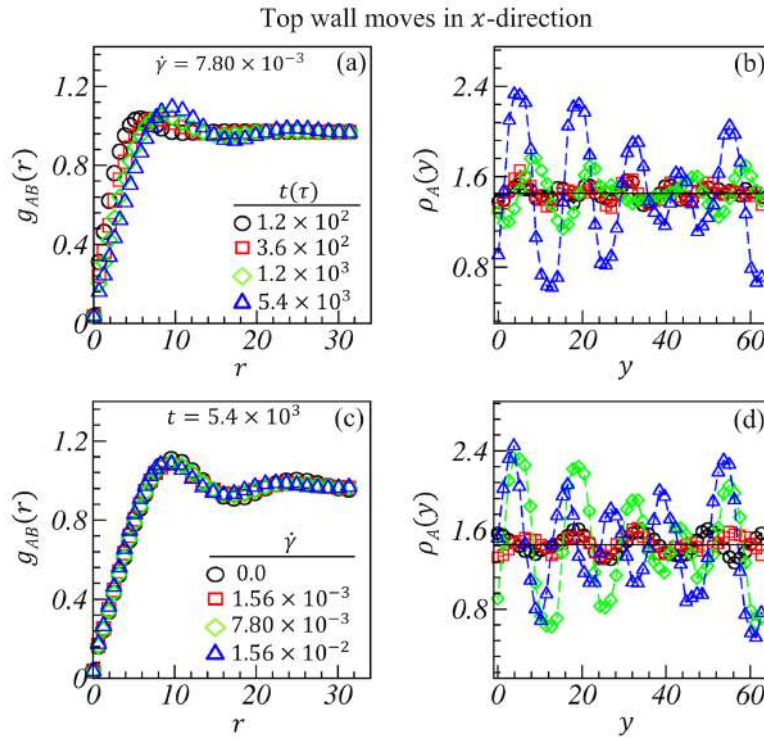 Top wall moves in x-direction
γ̇ = 7.80 × 10⁻³ (a)
g_AB(r)
1.2
0.8
0.4
0
t(τ)
1.2 × 10²
3.6 × 10²
1.2 × 10³
5.4 × 10³
0 10 20 30
r
(b)
ρ_A(y)
2.4
1.6
0.8
0 20 40 60
y
t = 5.4 × 10³ (c)
g_AB(r)
1.2
0.8
0.4
0
γ̇
0.0
1.56 × 10⁻³
7.80 × 10⁻³
1.56 × 10⁻²
0 10 20 30
r
(d)
ρ_A(y)
2.4
1.6
0.8
0 20 40 60
y